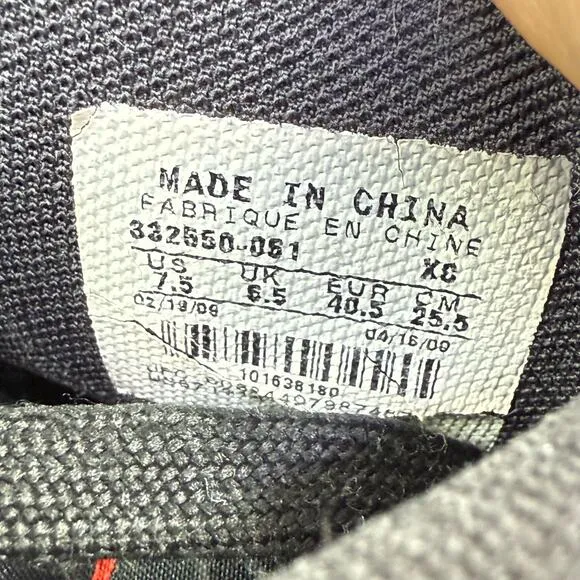 MADE IN CHINA
FABRIQUE EN CHINE
332550-061 XC
US UK EUR CM
7.5 6.5 40.5 25.5
02/19/09 04/16/09
101638180